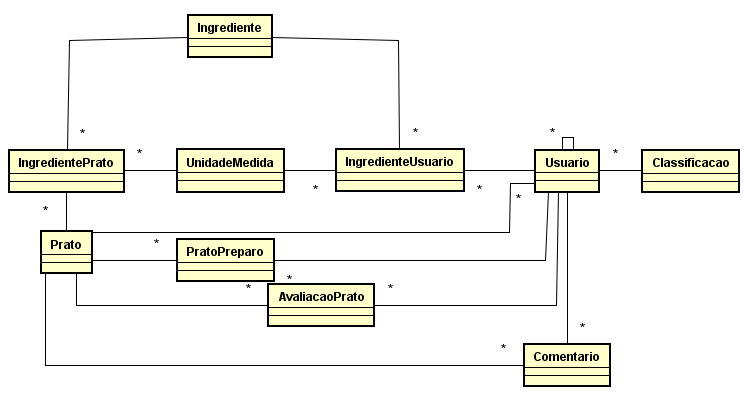 Ingrediente
*
*
*
*
IngredientePrato
*
UnidadeMedida
*
IngredienteUsuario
*
Usuario
*
Classificacao
*
*
Prato
*
PratoPreparo
*
*
AvaliacaoPrato
*
*
*
Comentario